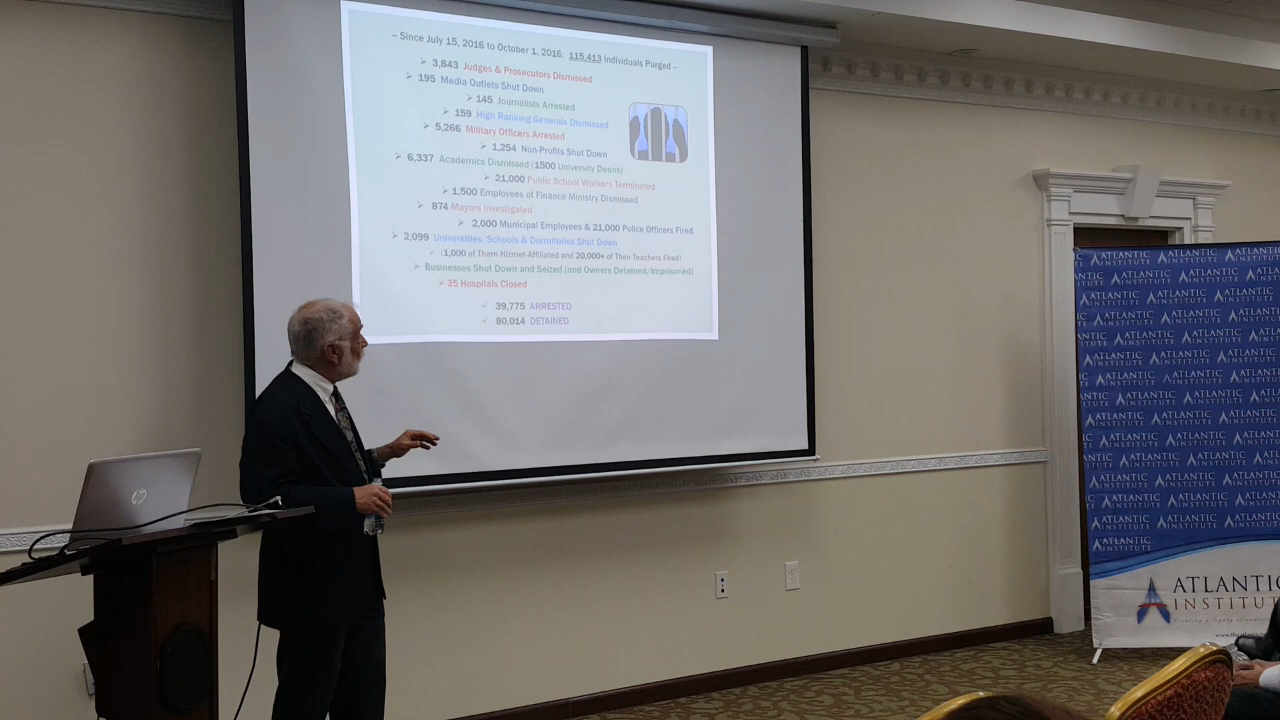 – Since July 15, 2016 to October 1, 2016: 115,413 Individuals Purged –
➢ 3,843 Judges & Prosecutors Dismissed
➢ 195 Media Outlets Shut Down
➢ 145 Journalists Arrested
➢ 159 High Ranking Generals Dismissed
➢ 5,266 Military Officers Arrested
➢ 1,254 Non-Profits Shut Down
➢ 6,337 Academics Dismissed (1500 University Deans)
➢ 21,000 Public School Workers Terminated
➢ 1,500 Employees of Finance Ministry Dismissed
➢ 874 Mayors Investigated
➢ 2,000 Municipal Employees & 21,000 Police Officers Fired
➢ 2,099 Universities, Schools & Dormitories Shut Down
➢ (1,000 of Them Hizmet-Affiliated and 20,000+ of Their Teachers Fired)
➢ Businesses Shut Down and Seized (and Owners Detained/Imprisoned)
➢ 35 Hospitals Closed
✓ 39,775 ARRESTED
✓ 80,014 DETAINED
hp
ATLANTIC
INSTITUTE
ATLANTIC
INSTITUT